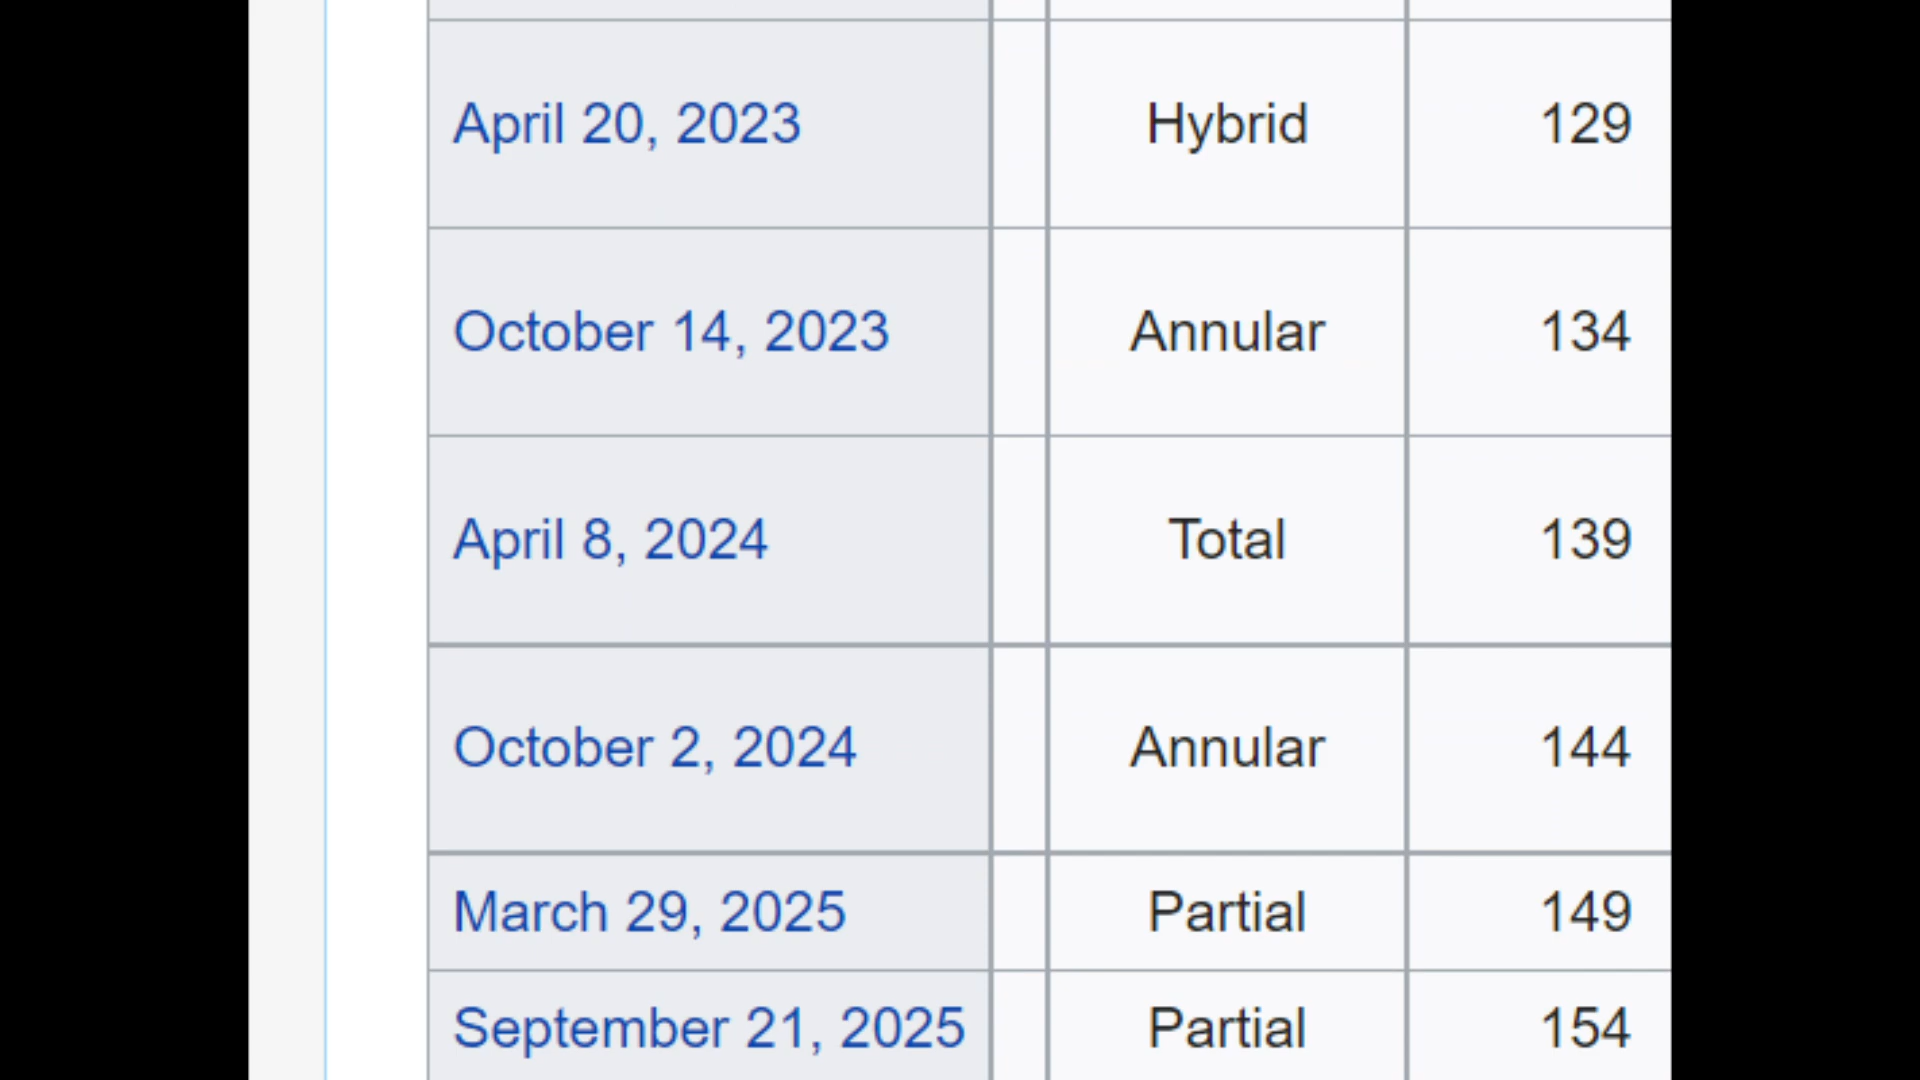 April 20, 2023 Hybrid 129
October 14, 2023 Annular 134
April 8, 2024 Total 139
October 2, 2024 Annular 144
March 29, 2025 Partial 149
September 21, 2025 Partial 154